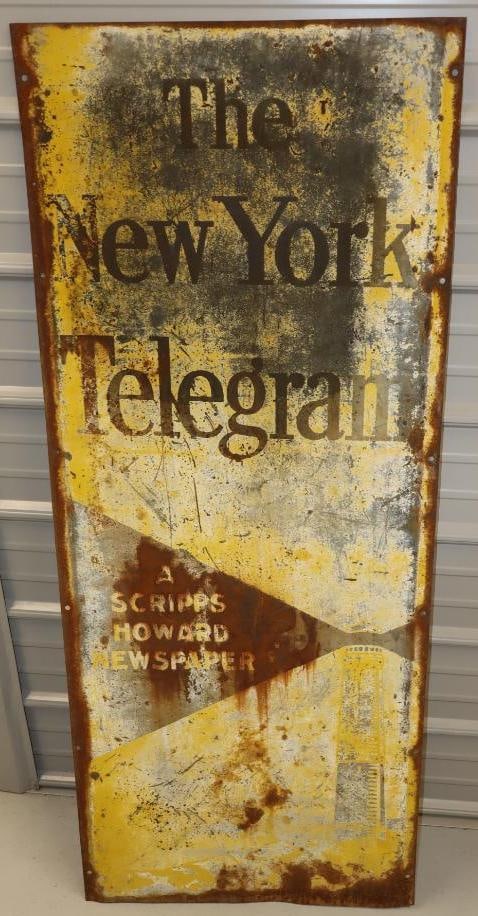 The
New York
Telegram
A
SCRIPPS
HOWARD
NEWSPAPER